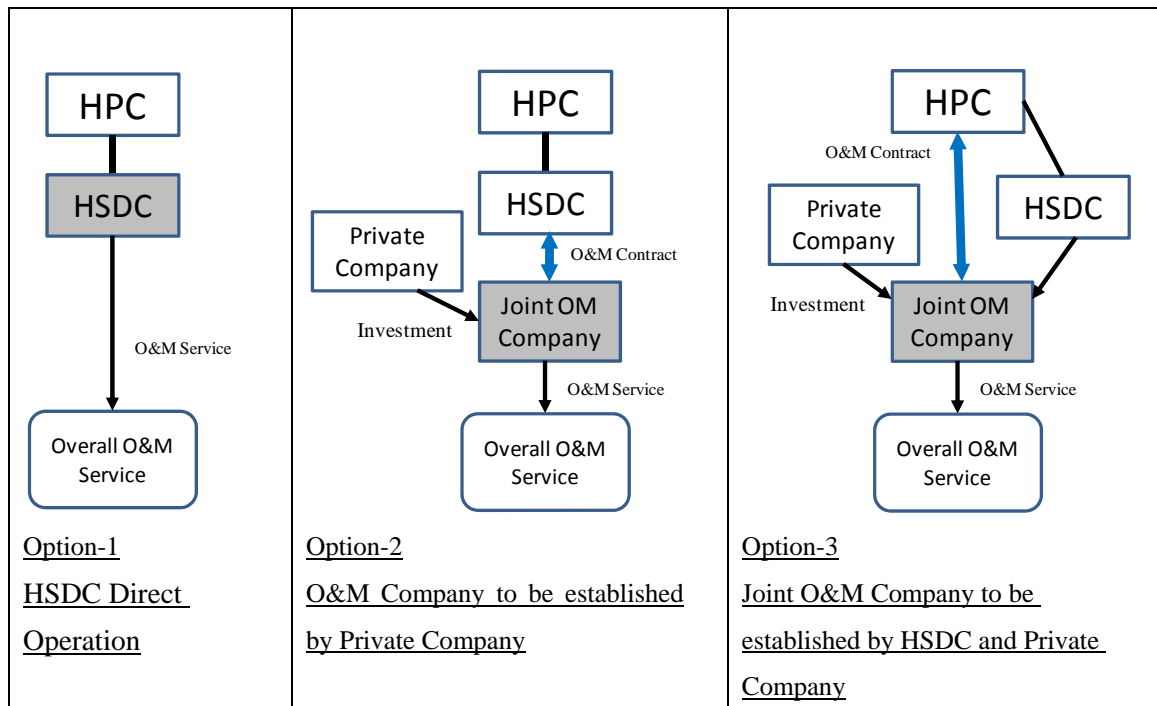 HPC
HSDC
O&M Service
Overall O&M
Service
Option-1
HSDC Direct
Operation
HPC
HSDC
Private
Company
O&M Contract
Investment
Joint OM
Company
O&M Service
Overall O&M
Service
Option-2
O&M Company to be established
by Private Company
HPC
O&M Contract
Private
Company
HSDC
Investment
Joint OM
Company
O&M Service
Overall O&M
Service
Option-3
Joint O&M Company to be
established by HSDC and Private
Company